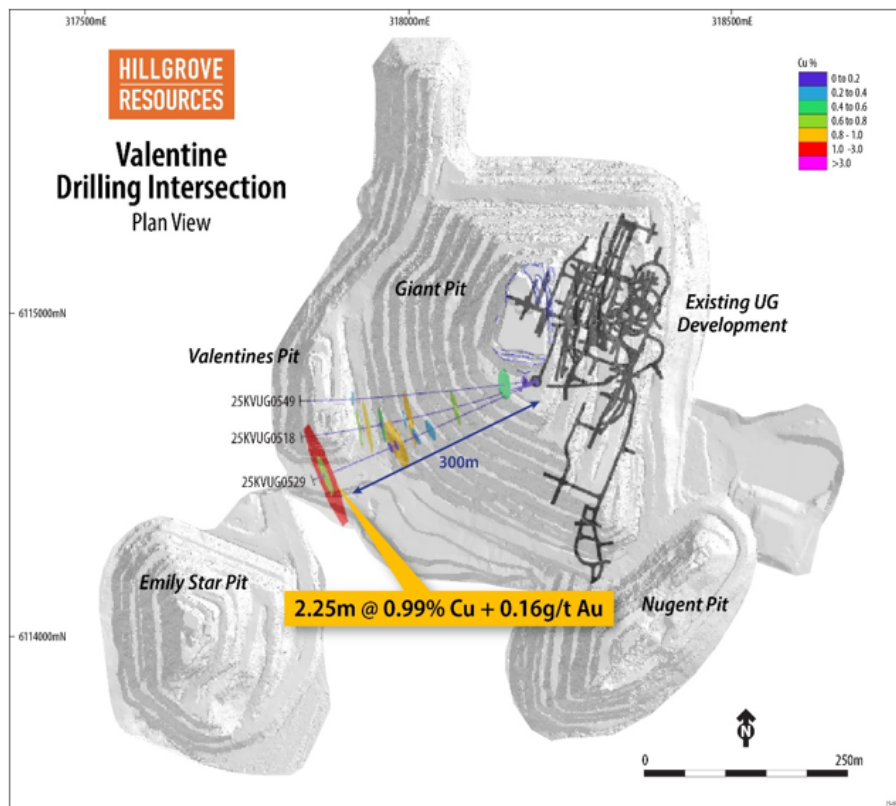 317500mE
318000mE
318500mE
HILLGROVE
RESOURCES
Valentine
Drilling Intersection
Plan View
Cu %
0 to 0.2
0.2 to 0.4
0.4 to 0.6
0.6 to 0.8
0.8 - 1.0
1.0 -3.0
>3.0
Giant Pit
Existing UG
Development
6115000mN
Valentines Pit
25KVUG0549
25KVUG0518
25KVUG0529
300m
Emily Star Pit
2.25m @ 0.99% Cu + 0.16g/t Au
Nugent Pit
6114000mN
N
0
250m